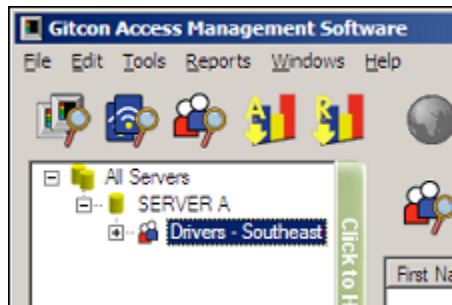 Gitcon Access Management Software
File Edit Tools Reports Windows Help
A R
All Servers
SERVER A
Drivers - Southeast
Click to H
First Na